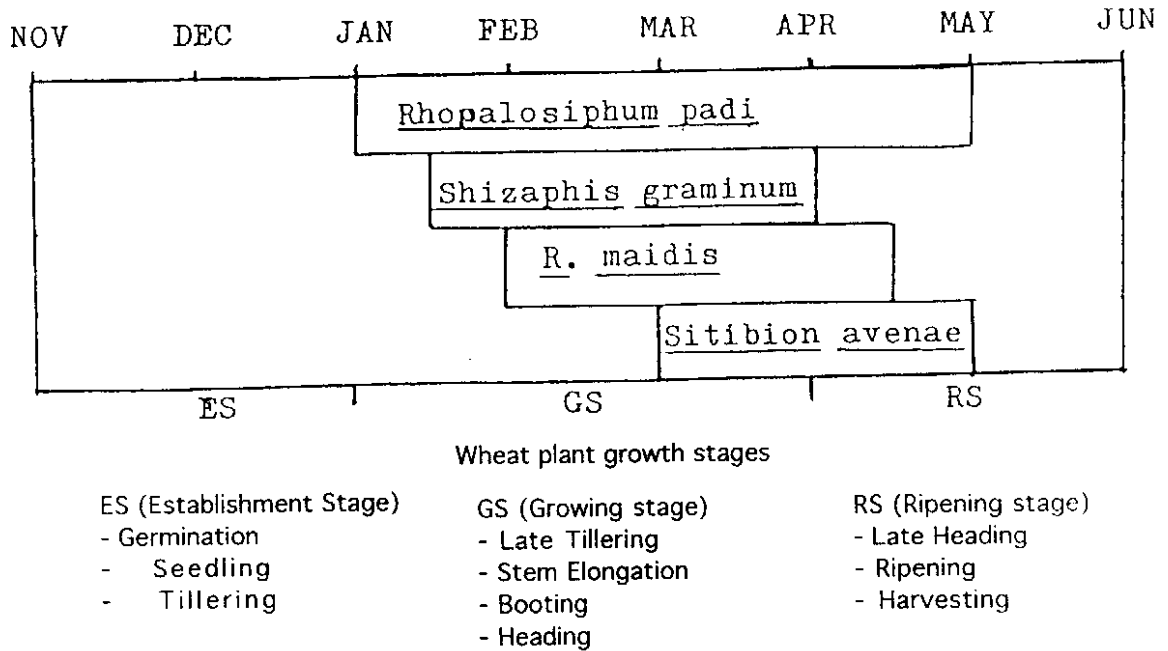 NOV DEC JAN FEB MAR APR MAY JUN
Rhopalosiphum padi
Shizaphis graminum
R. maidis
Sitibion avenae
ES GS RS
Wheat plant growth stages
ES (Establishment Stage)
- Germination
- Seedling
- Tillering
GS (Growing stage)
- Late Tillering
- Stem Elongation
- Booting
- Heading
RS (Ripening stage)
- Late Heading
- Ripening
- Harvesting